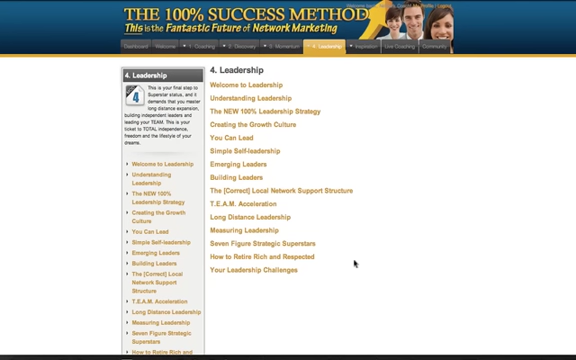 THE 100% SUCCESS METHOD
This is the Fantastic Future of Network Marketing
Dashboard Welcome 1. Coaching 2. Discovery 3. Momentum 4. Leadership Inspiration Live Coaching Community
4. Leadership
This is your final step to
Superstar status, and it
demands that you master
long distance expansion,
building independent leaders and
leading your TEAM. This is your
ticket to TOTAL independence,
freedom and the lifestyle of your
dreams.
Welcome to Leadership
Understanding
Leadership
The NEW 100%
Leadership Strategy
Creating the Growth
Culture
You Can Lead
Simple Self-leadership
Emerging Leaders
Building Leaders
The [Correct] Local
Network Support
Structure
T.E.A.M. Acceleration
Long Distance Leadership
Measuring Leadership
Seven Figure Strategic
Superstars
How to Retire Rich and
4. Leadership
Welcome to Leadership
Understanding Leadership
The NEW 100% Leadership Strategy
Creating the Growth Culture
You Can Lead
Simple Self-leadership
Emerging Leaders
Building Leaders
The [Correct] Local Network Support Structure
T.E.A.M. Acceleration
Long Distance Leadership
Measuring Leadership
Seven Figure Strategic Superstars
How to Retire Rich and Respected
Your Leadership Challenges